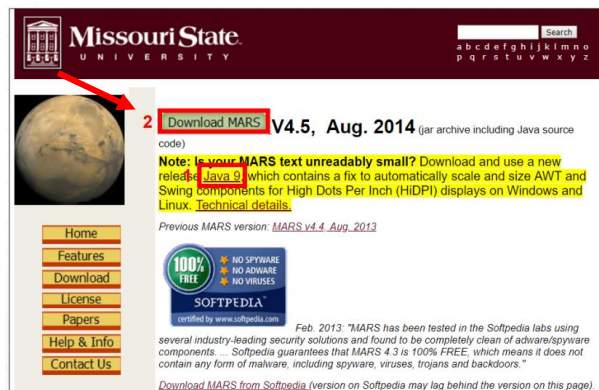 Missouri State
UNIVERSITY
Search
a b c d e f g h i j k l m n o
p q r s t u v w x y z
2 Download MARS V4.5, Aug. 2014 (jar archive including Java source
code)
Note: Is your MARS text unreadably small? Download and use a new
release 1 Java 9, which contains a fix to automatically scale and size AWT and
Swing components for High Dots Per Inch (HiDPI) displays on Windows and
Linux. Technical details.
Previous MARS version: MARS v4.4, Aug. 2013
Home
Features
Download
License
Papers
Help & Info
Contact Us
100% FREE
NO SPYWARE
NO ADWARE
NO VIRUSES
SOFTPEDIA
certified by www.softpedia.com
Feb. 2013: "MARS has been tested in the Softpedia labs using
several industry-leading security solutions and found to be completely clean of adware/spyware
components. ... Softpedia guarantees that MARS 4.3 is 100% FREE, which means it does not
contain any form of malware, including spyware, viruses, trojans and backdoors."
Download MARS from Softpedia (version on Softpedia may lag behind the version on this page).